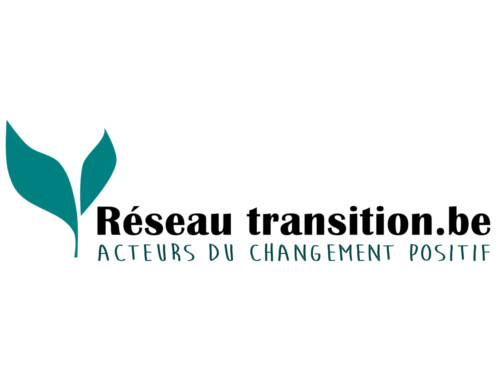 Réseau transition.be
ACTEURS DU CHANGEMENT POSITIF